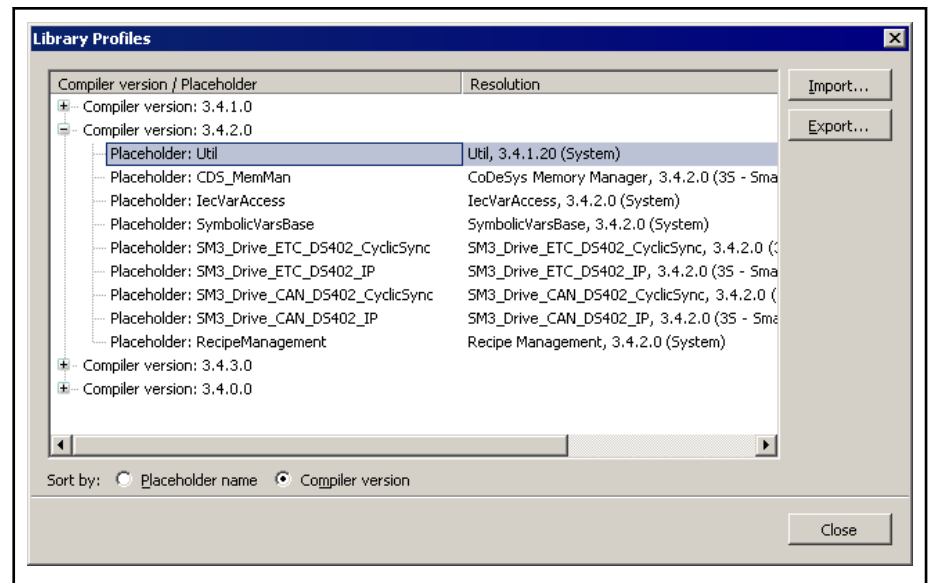 Library Profiles
Compiler version / Placeholder Resolution
Import...
Compiler version: 3.4.1.0
Compiler version: 3.4.2.0
Export...
Placeholder: Util Util, 3.4.1.20 (System)
Placeholder: CDS_MemMan CoDeSys Memory Manager, 3.4.2.0 (3S - Sma
Placeholder: IecVarAccess IecVarAccess, 3.4.2.0 (System)
Placeholder: SymbolicVarsBase SymbolicVarsBase, 3.4.2.0 (System)
Placeholder: SM3_Drive_ETC_DS402_CyclicSync SM3_Drive_ETC_DS402_CyclicSync, 3.4.2.0 (3
Placeholder: SM3_Drive_ETC_DS402_IP SM3_Drive_ETC_DS402_IP, 3.4.2.0 (3S - Sma
Placeholder: SM3_Drive_CAN_DS402_CyclicSync SM3_Drive_CAN_DS402_CyclicSync, 3.4.2.0 (
Placeholder: SM3_Drive_CAN_DS402_IP SM3_Drive_CAN_DS402_IP, 3.4.2.0 (3S - Sma
Placeholder: RecipeManagement Recipe Management, 3.4.2.0 (System)
Compiler version: 3.4.3.0
Compiler version: 3.4.0.0
Sort by: Placeholder name Compiler version
Close